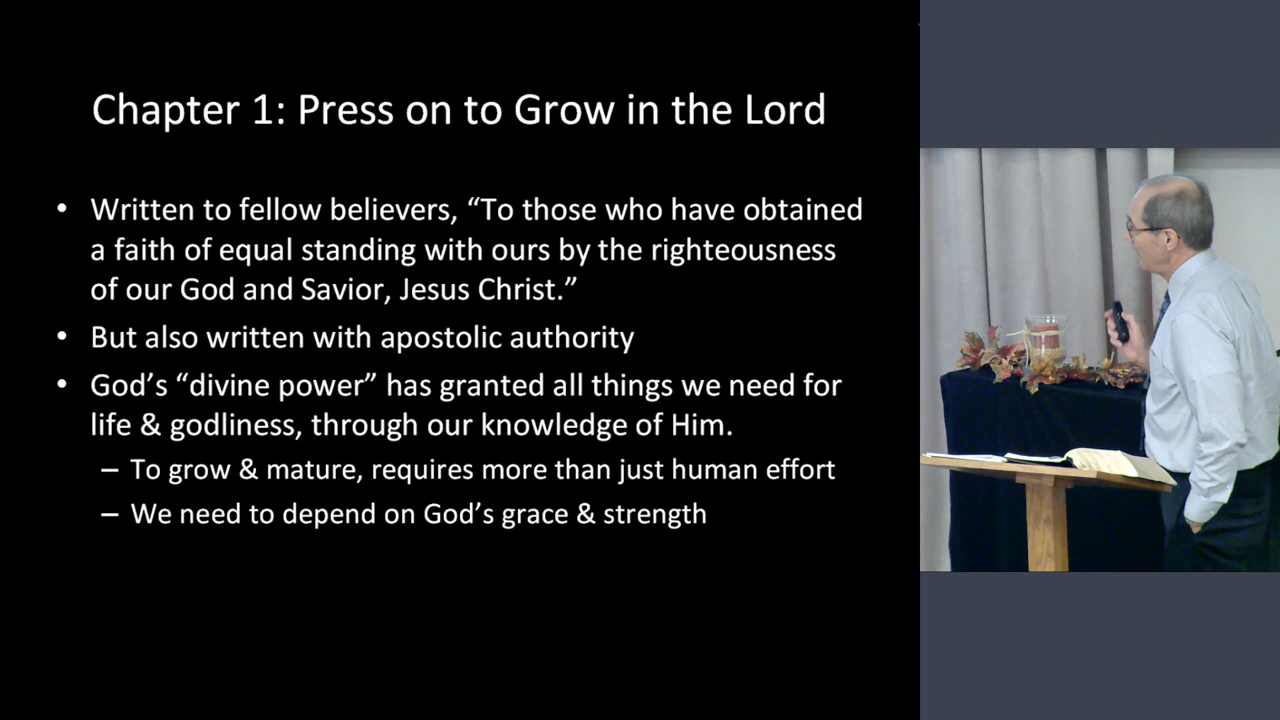 Chapter 1: Press on to Grow in the Lord
• Written to fellow believers, “To those who have obtained
a faith of equal standing with ours by the righteousness
of our God and Savior, Jesus Christ.”
• But also written with apostolic authority
• God’s “divine power” has granted all things we need for
life & godliness, through our knowledge of Him.
– To grow & mature, requires more than just human effort
– We need to depend on God’s grace & strength